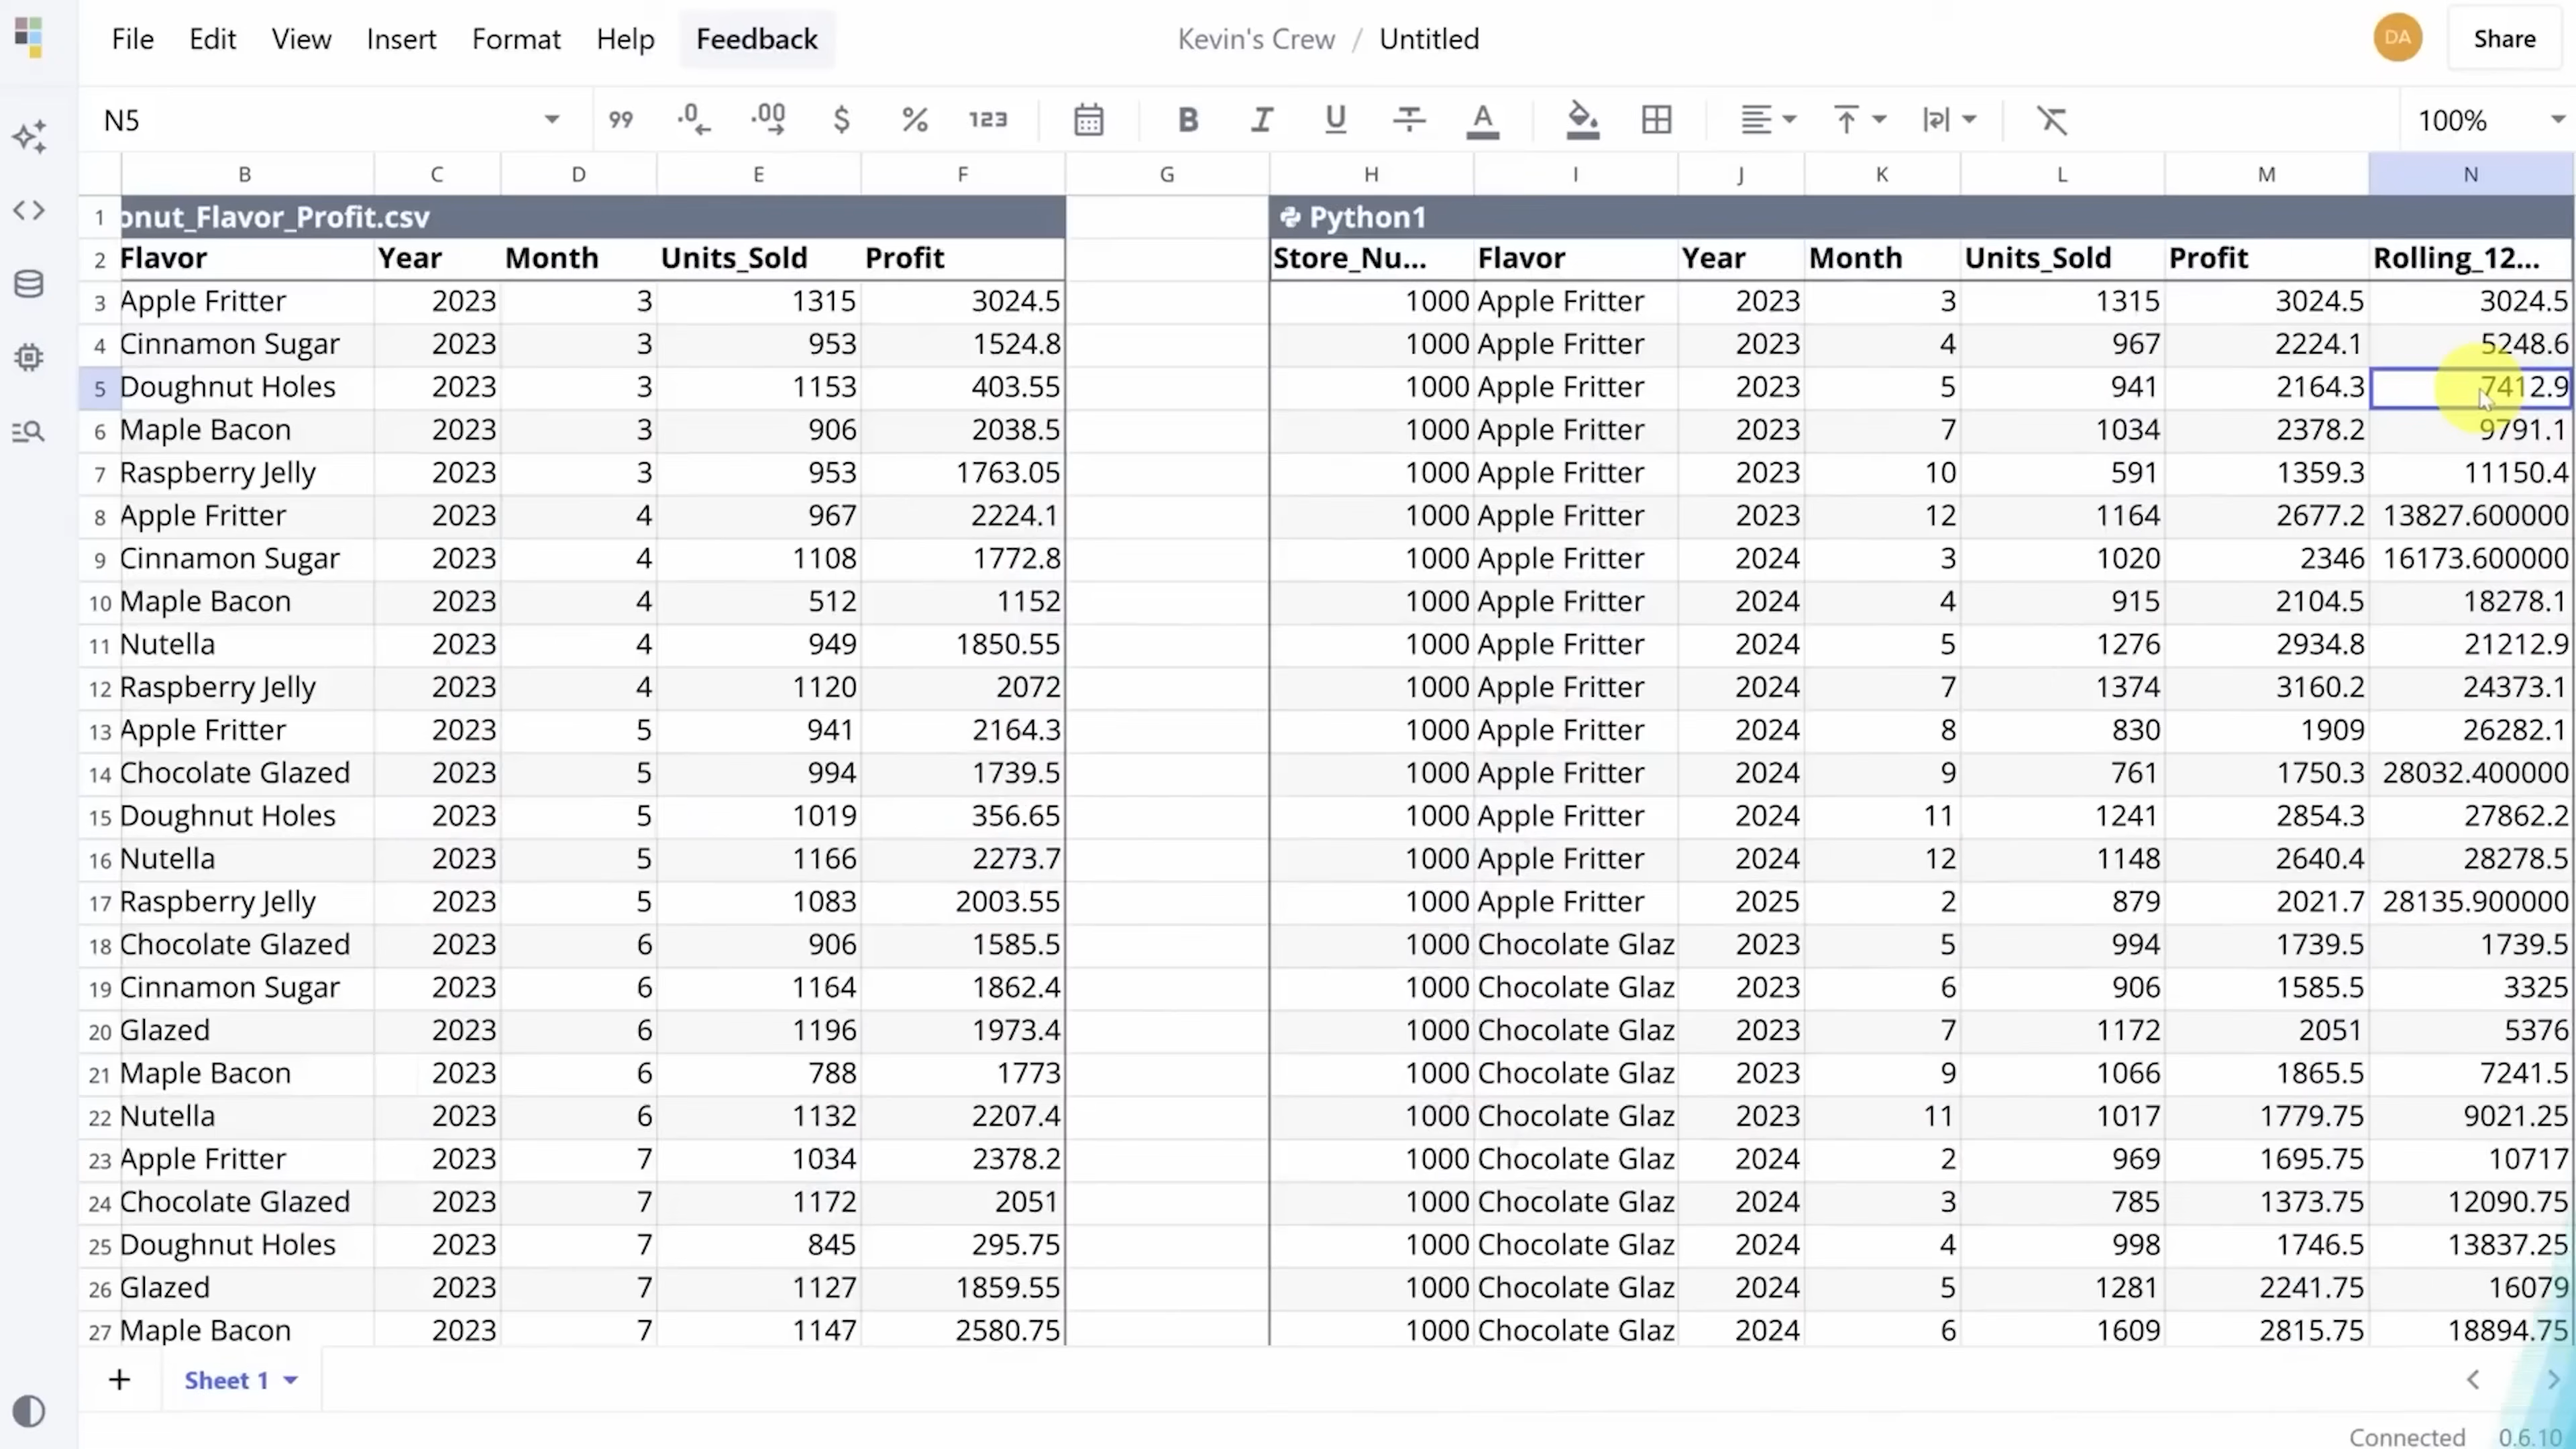 File Edit View Insert Format Help Feedback Kevin's Crew / Untitled DA Share
N5 99 .0 .00 $ % 123 B I U T A 100%
B C D E F G H I J K L M N
1 onut_Flavor_Profit.csv Python1
2 Flavor Year Month Units_Sold Profit Store_Nu... Flavor Year Month Units_Sold Profit Rolling_12...
3 Apple Fritter 2023 3 1315 3024.5 1000 Apple Fritter 2023 3 1315 3024.5 3024.5
4 Cinnamon Sugar 2023 3 953 1524.8 1000 Apple Fritter 2023 4 967 2224.1 5248.6
5 Doughnut Holes 2023 3 1153 403.55 1000 Apple Fritter 2023 5 941 2164.3 7412.9
6 Maple Bacon 2023 3 906 2038.5 1000 Apple Fritter 2023 7 1034 2378.2 9791.1
7 Raspberry Jelly 2023 3 953 1763.05 1000 Apple Fritter 2023 10 591 1359.3 11150.4
8 Apple Fritter 2023 4 967 2224.1 1000 Apple Fritter 2023 12 1164 2677.2 13827.600000
9 Cinnamon Sugar 2023 4 1108 1772.8 1000 Apple Fritter 2024 3 1020 2346 16173.600000
10 Maple Bacon 2023 4 512 1152 1000 Apple Fritter 2024 4 915 2104.5 18278.1
11 Nutella 2023 4 949 1850.55 1000 Apple Fritter 2024 5 1276 2934.8 21212.9
12 Raspberry Jelly 2023 4 1120 2072 1000 Apple Fritter 2024 7 1374 3160.2 24373.1
13 Apple Fritter 2023 5 941 2164.3 1000 Apple Fritter 2024 8 830 1909 26282.1
14 Chocolate Glazed 2023 5 994 1739.5 1000 Apple Fritter 2024 9 761 1750.3 28032.400000
15 Doughnut Holes 2023 5 1019 356.65 1000 Apple Fritter 2024 11 1241 2854.3 27862.2
16 Nutella 2023 5 1166 2273.7 1000 Apple Fritter 2024 12 1148 2640.4 28278.5
17 Raspberry Jelly 2023 5 1083 2003.55 1000 Apple Fritter 2025 2 879 2021.7 28135.900000
18 Chocolate Glazed 2023 6 906 1585.5 1000 Chocolate Glaz 2023 5 994 1739.5 1739.5
19 Cinnamon Sugar 2023 6 1164 1862.4 1000 Chocolate Glaz 2023 6 906 1585.5 3325
20 Glazed 2023 6 1196 1973.4 1000 Chocolate Glaz 2023 7 1172 2051 5376
21 Maple Bacon 2023 6 788 1773 1000 Chocolate Glaz 2023 9 1066 1865.5 7241.5
22 Nutella 2023 6 1132 2207.4 1000 Chocolate Glaz 2023 11 1017 1779.75 9021.25
23 Apple Fritter 2023 7 1034 2378.2 1000 Chocolate Glaz 2024 2 969 1695.75 10717
24 Chocolate Glazed 2023 7 1172 2051 1000 Chocolate Glaz 2024 3 785 1373.75 12090.75
25 Doughnut Holes 2023 7 845 295.75 1000 Chocolate Glaz 2024 4 998 1746.5 13837.25
26 Glazed 2023 7 1127 1859.55 1000 Chocolate Glaz 2024 5 1281 2241.75 16079
27 Maple Bacon 2023 7 1147 2580.75 1000 Chocolate Glaz 2024 6 1609 2815.75 18894.75
+ Sheet 1
Connected 0.6.10